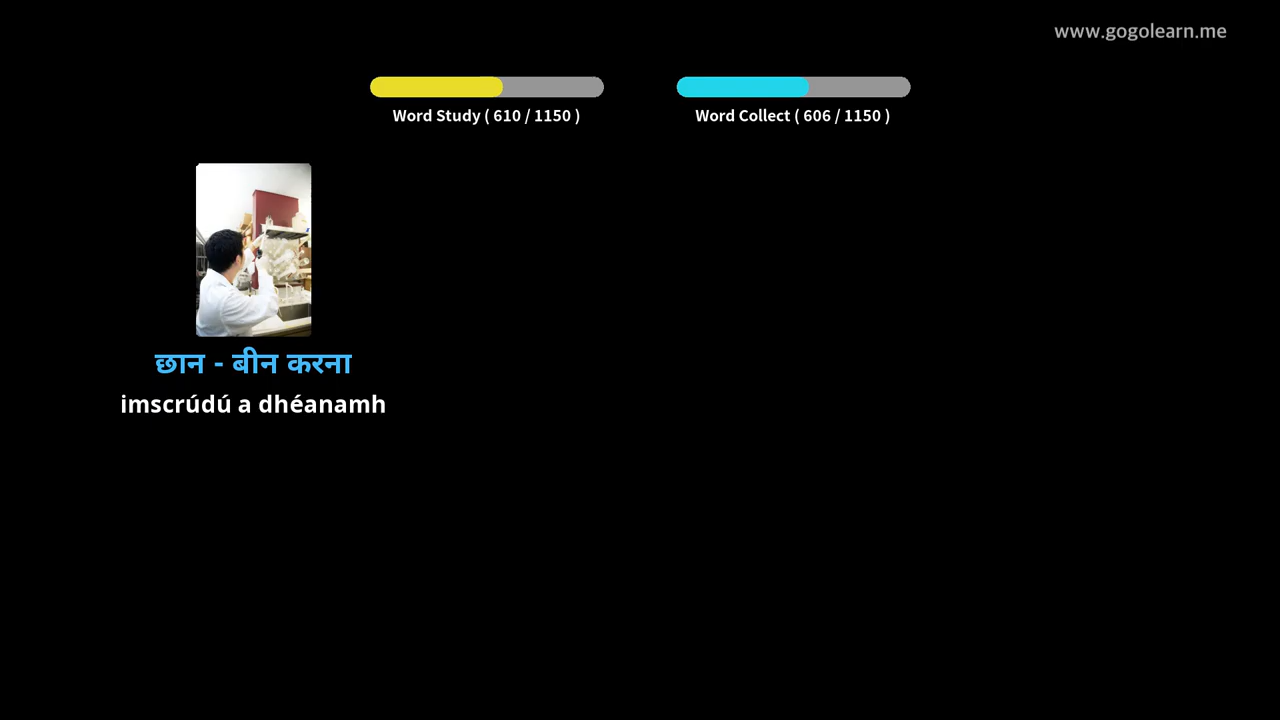 www.gogolearn.me
Word Study ( 610 / 1150 )
Word Collect ( 606 / 1150 )
छान - बीन करना
imscrúdú a dhéanamh